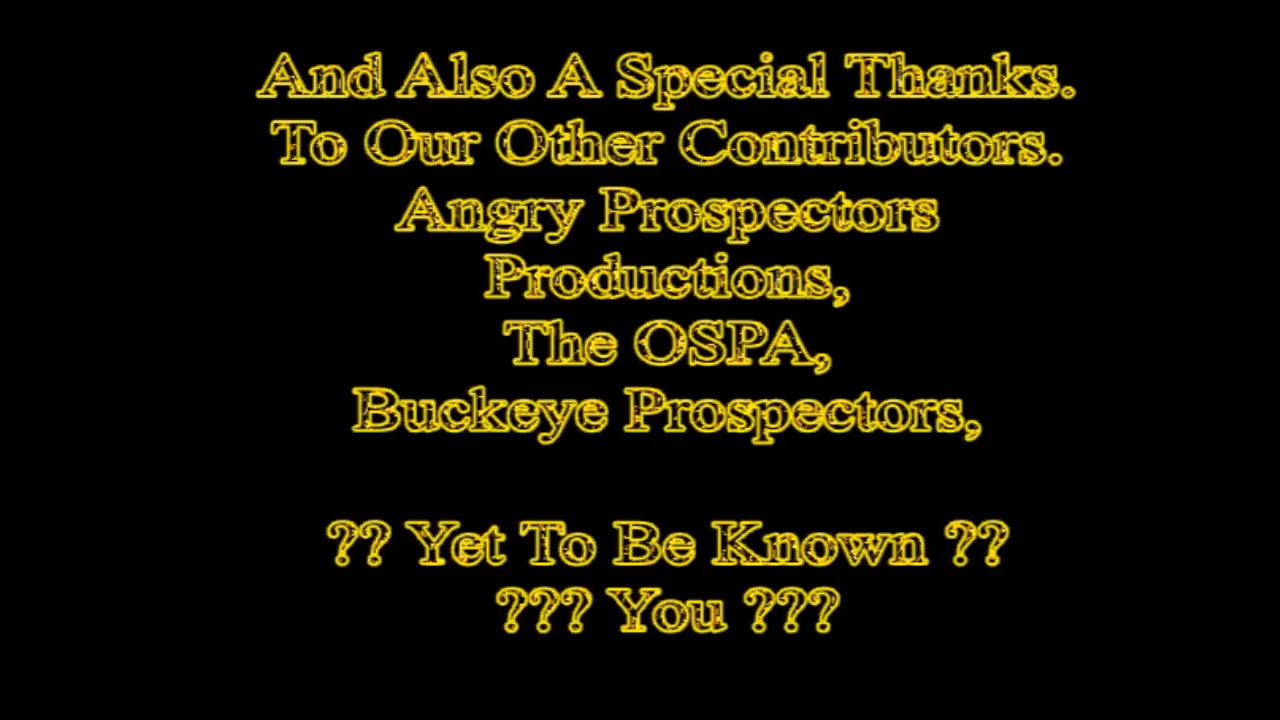 And Also A Special Thanks.
To Our Other Contributors.
Angry Prospectors
Productions,
The OSPA,
Buckeye Prospectors,
?? Yet To Be Known ??
??? You ???